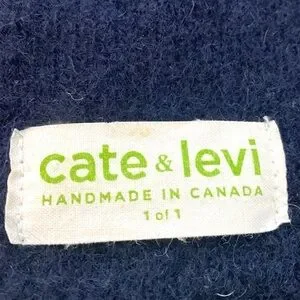 cate & levi
HANDMADE IN CANADA
1 of 1